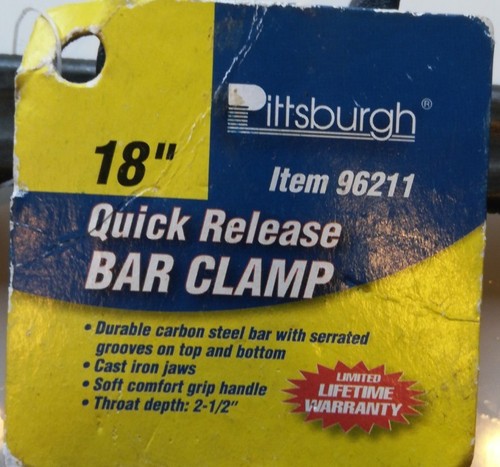 Pittsburgh®
18"
Item 96211
Quick Release
BAR CLAMP
• Durable carbon steel bar with serrated
grooves on top and bottom
• Cast iron jaws
• Soft comfort grip handle
• Throat depth: 2-1/2"
LIMITED
LIFETIME
WARRANTY